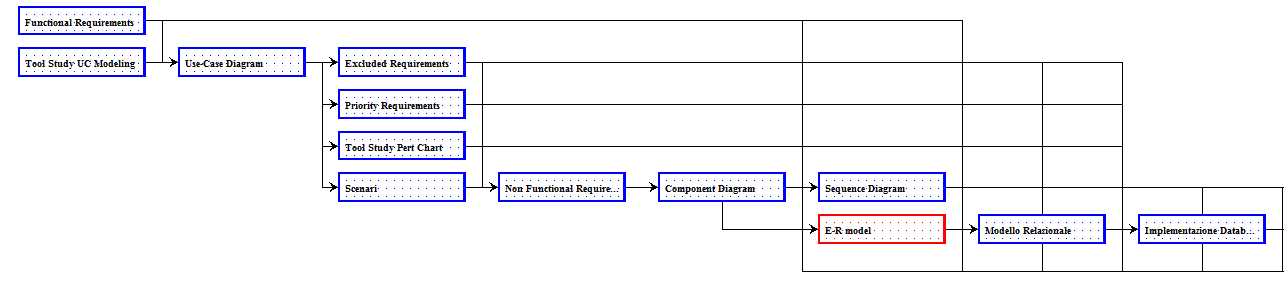 Functional Requirements
Tool Study UC Modeling
Use-Case Diagram
Excluded Requirements
Priority Requirements
Tool Study Pert Chart
Scenari
Non Functional Require...
Component Diagram
Sequence Diagram
E-R model
Modello Relazionale
Implementazione Datab...